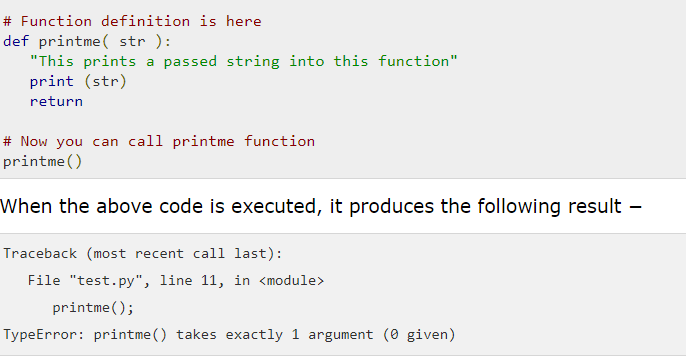 # Function definition is here
def printme( str ):
   "This prints a passed string into this function"
   print (str)
   return
# Now you can call printme function
printme()
When the above code is executed, it produces the following result −
Traceback (most recent call last):
   File "test.py", line 11, in <module>
      printme();
TypeError: printme() takes exactly 1 argument (0 given)